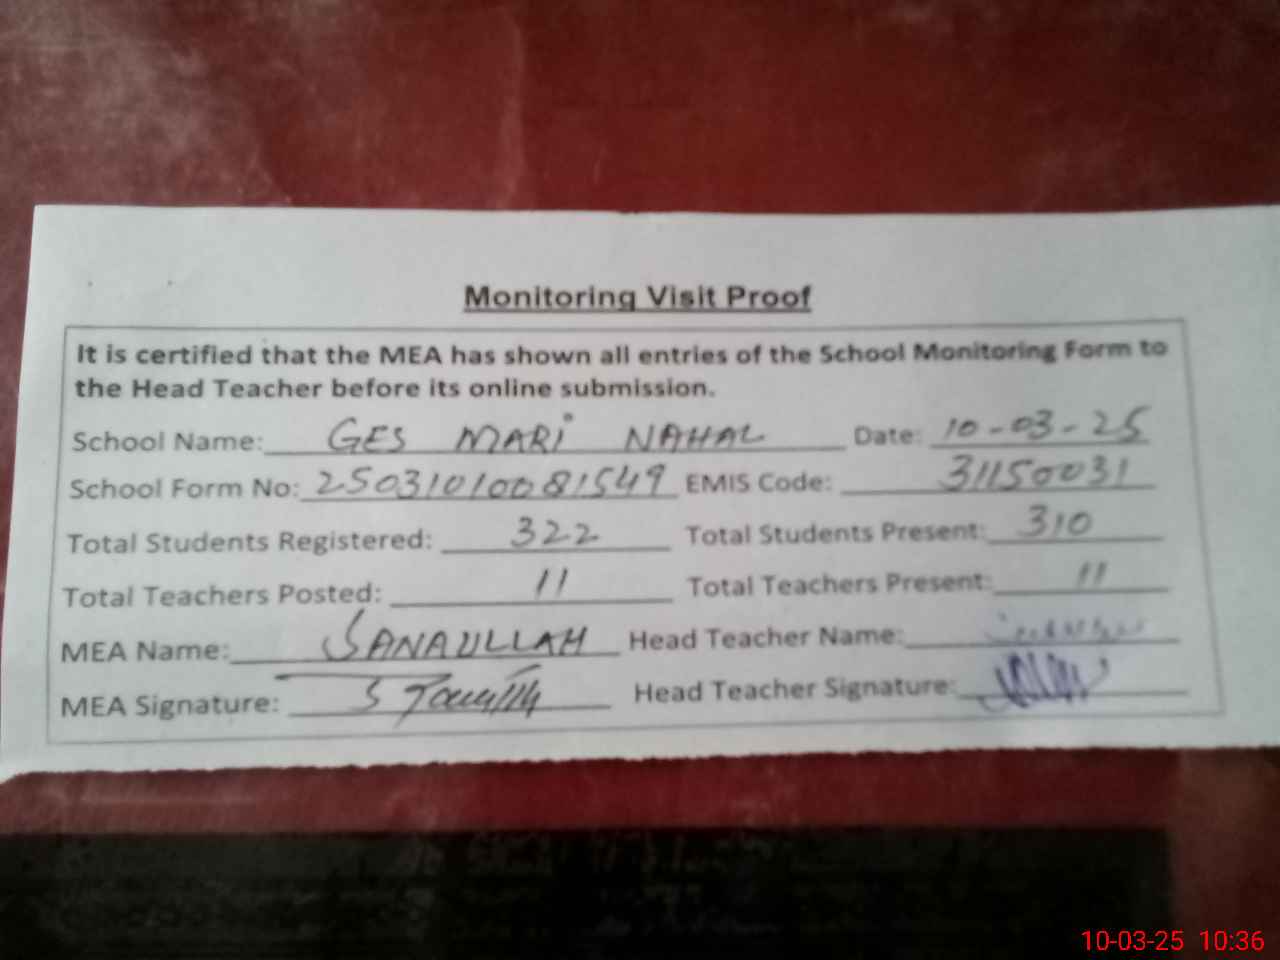 Monitoring Visit Proof
It is certified that the MEA has shown all entries of the School Monitoring Form to
the Head Teacher before its online submission.
School Name: GES MARI NAHAL Date: 10-03-25
School Form No: 25031010081549 EMIS Code: 31150031
Total Students Registered: 322 Total Students Present: 310
Total Teachers Posted: 11 Total Teachers Present: 11
MEA Name: SANAULLAH Head Teacher Name:
MEA Signature: Head Teacher Signature:
10-03-25 10:36